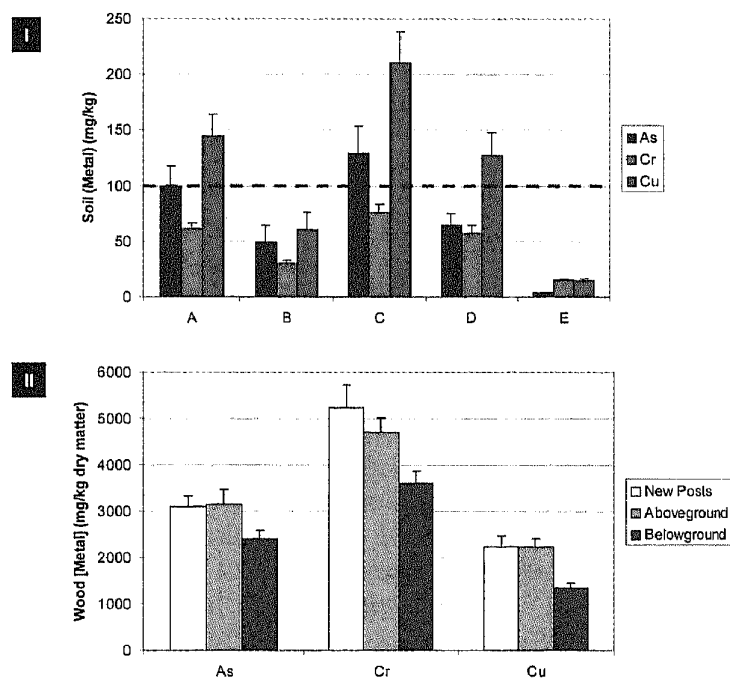 I
Soil (Metal) (mg/kg)
250
200
150
100
50
0
A B C D E
As
Cr
Cu
II
Wood [Metal] (mg/kg dry matter)
6000
5000
4000
3000
2000
1000
0
As Cr Cu
New Posts
Aboveground
Belowground